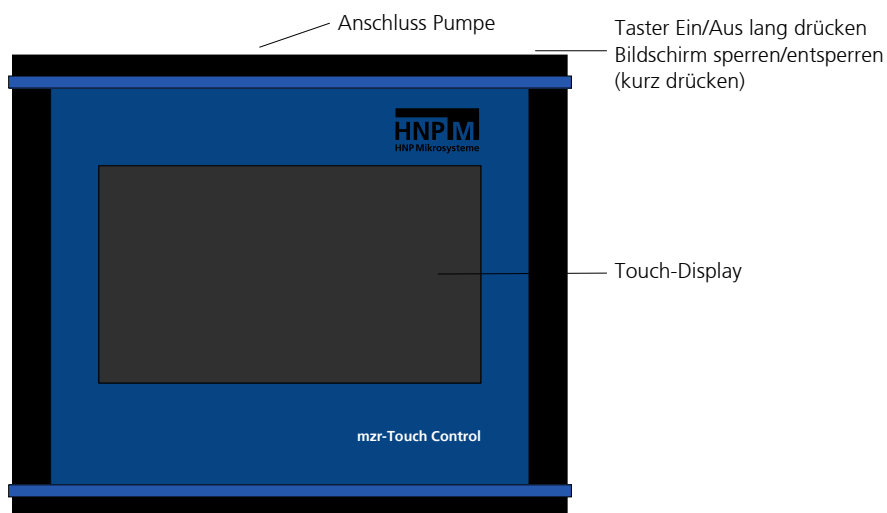 Anschluss Pumpe
Taster Ein/Aus lang drücken
Bildschirm sperren/entsperren
(kurz drücken)
HNP M
HNP Mikrosysteme
Touch-Display
mzr-Touch Control